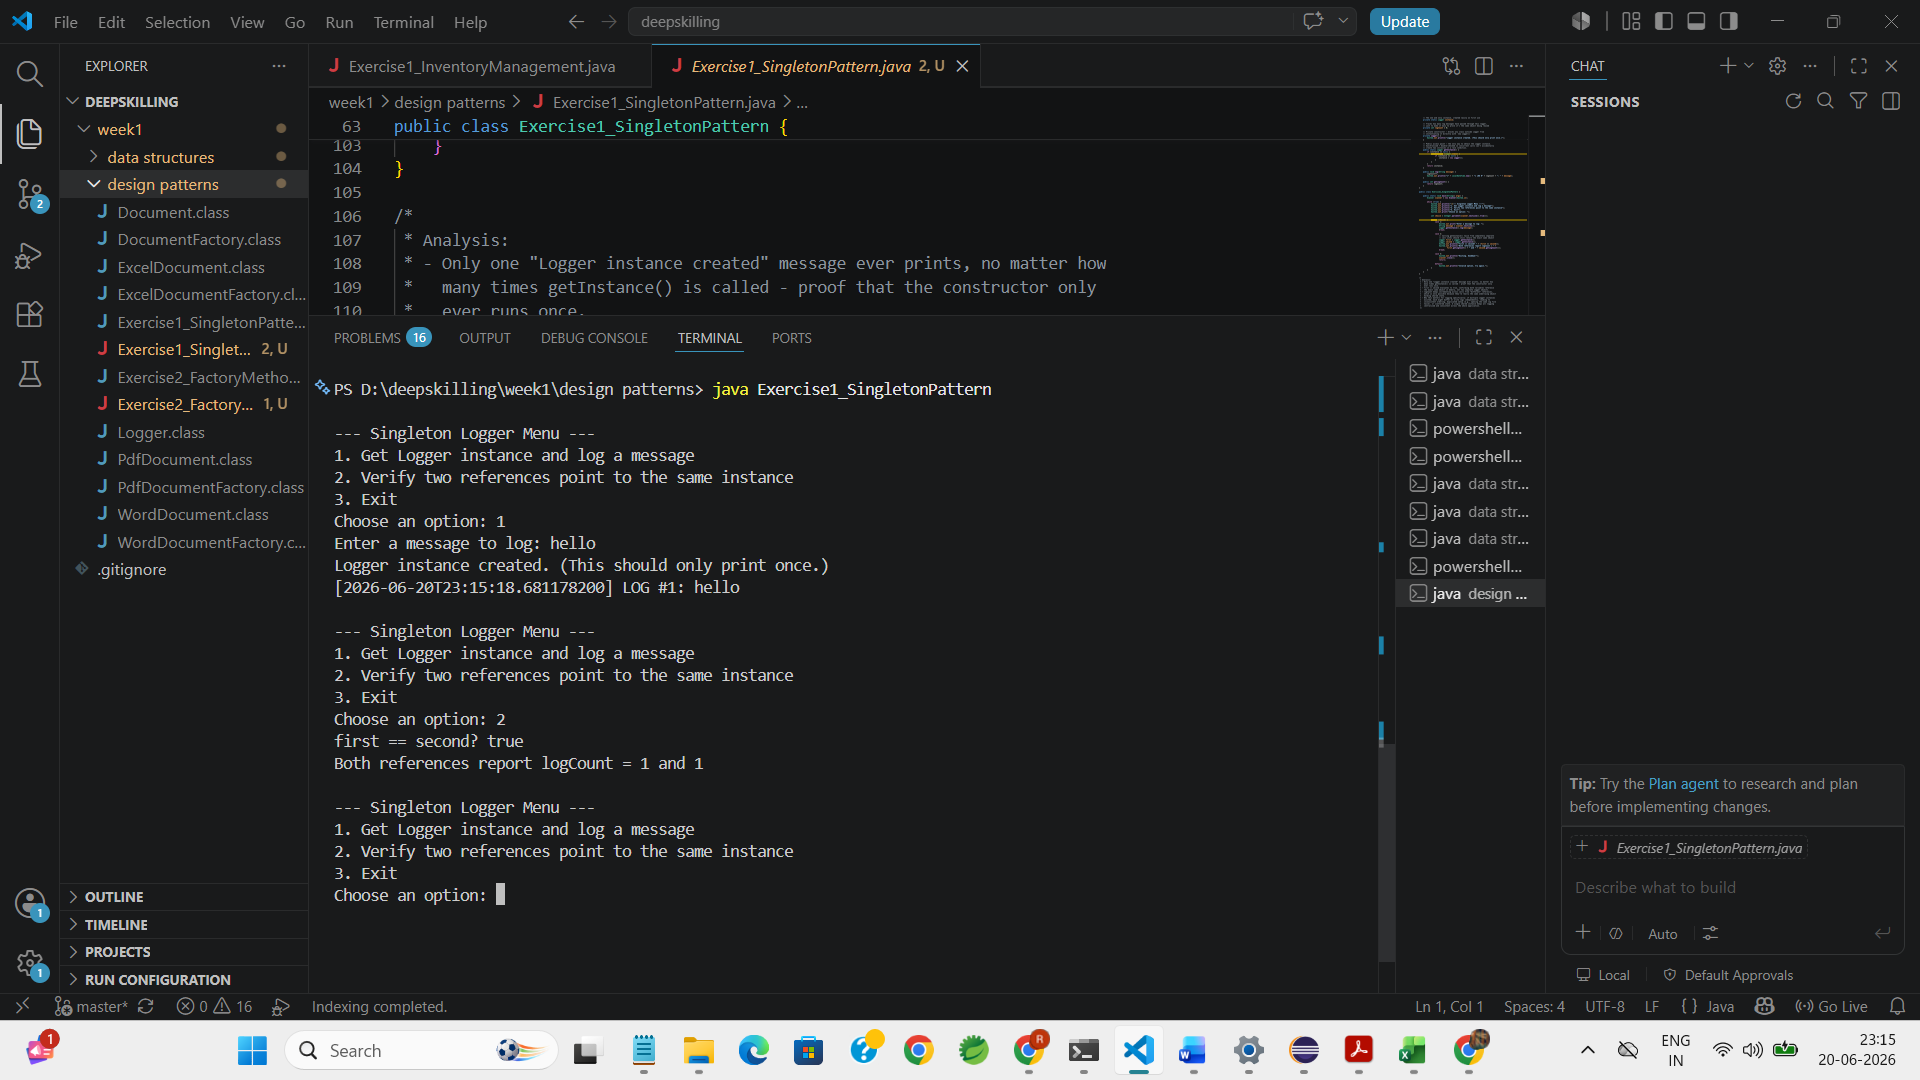 File Edit Selection View Go Run Terminal Help
deepskilling
Update
EXPLORER
DEEPSKILLING
week1
data structures
design patterns
Document.class
DocumentFactory.class
ExcelDocument.class
ExcelDocumentFactory.cl...
Exercise1_SingletonPatte...
Exercise1_Singlet... 2, U
Exercise2_FactoryMetho...
Exercise2_Factory... 1, U
Logger.class
PdfDocument.class
PdfDocumentFactory.class
WordDocument.class
WordDocumentFactory.c...
.gitignore
OUTLINE
TIMELINE
PROJECTS
RUN CONFIGURATION
2
1
1
Exercise1_InventoryManagement.java
Exercise1_SingletonPattern.java 2, U
week1 > design patterns > Exercise1_SingletonPattern.java > ...
63 public class Exercise1_SingletonPattern {
103 }
104 }
105
106 /*
107 * Analysis:
108 * - Only one "Logger instance created" message ever prints, no matter how
109 * many times getInstance() is called - proof that the constructor only
110 * ever runs once.
PROBLEMS 16 OUTPUT DEBUG CONSOLE TERMINAL PORTS
PS D:\deepskilling\week1\design patterns> java Exercise1_SingletonPattern
--- Singleton Logger Menu ---
1. Get Logger instance and log a message
2. Verify two references point to the same instance
3. Exit
Choose an option: 1
Enter a message to log: hello
Logger instance created. (This should only print once.)
[2026-06-20T23:15:18.681178200] LOG #1: hello
--- Singleton Logger Menu ---
1. Get Logger instance and log a message
2. Verify two references point to the same instance
3. Exit
Choose an option: 2
first == second? true
Both references report logCount = 1 and 1
--- Singleton Logger Menu ---
1. Get Logger instance and log a message
2. Verify two references point to the same instance
3. Exit
Choose an option:
java data str...
java data str...
powershell...
powershell...
java data str...
java data str...
java data str...
powershell...
java design ...
CHAT
SESSIONS
Tip: Try the Plan agent to research and plan
before implementing changes.
Exercise1_SingletonPattern.java
Describe what to build
Auto
Local Default Approvals
master* 0 16 Indexing completed.
Ln 1, Col 1 Spaces: 4 UTF-8 LF { } Java Go Live
1
Search
R
ENG
IN
23:15
20-06-2026